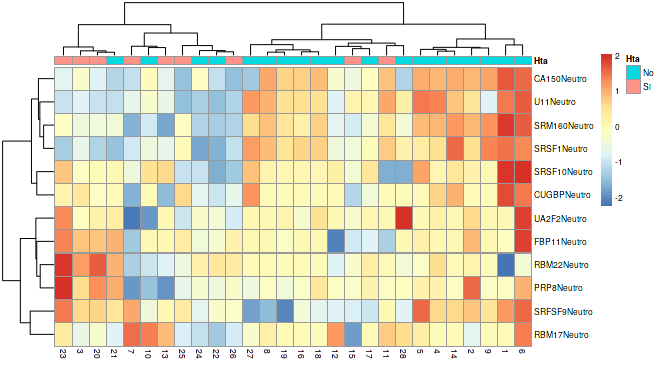 Hta
CA150Neutro
U11Neutro
SRM160Neutro
SRSF1Neutro
SRSF10Neutro
CUGBPNeutro
UA2F2Neutro
FBP11Neutro
RBM22Neutro
PRP8Neutro
SRFSF9Neutro
RBM17Neutro
23 3 20 21 7 10 13 25 24 22 26 27 8 19 16 18 12 15 17 11 28 5 4 14 2 9 1 6
2
1
0
-1
-2
Hta
No
SI